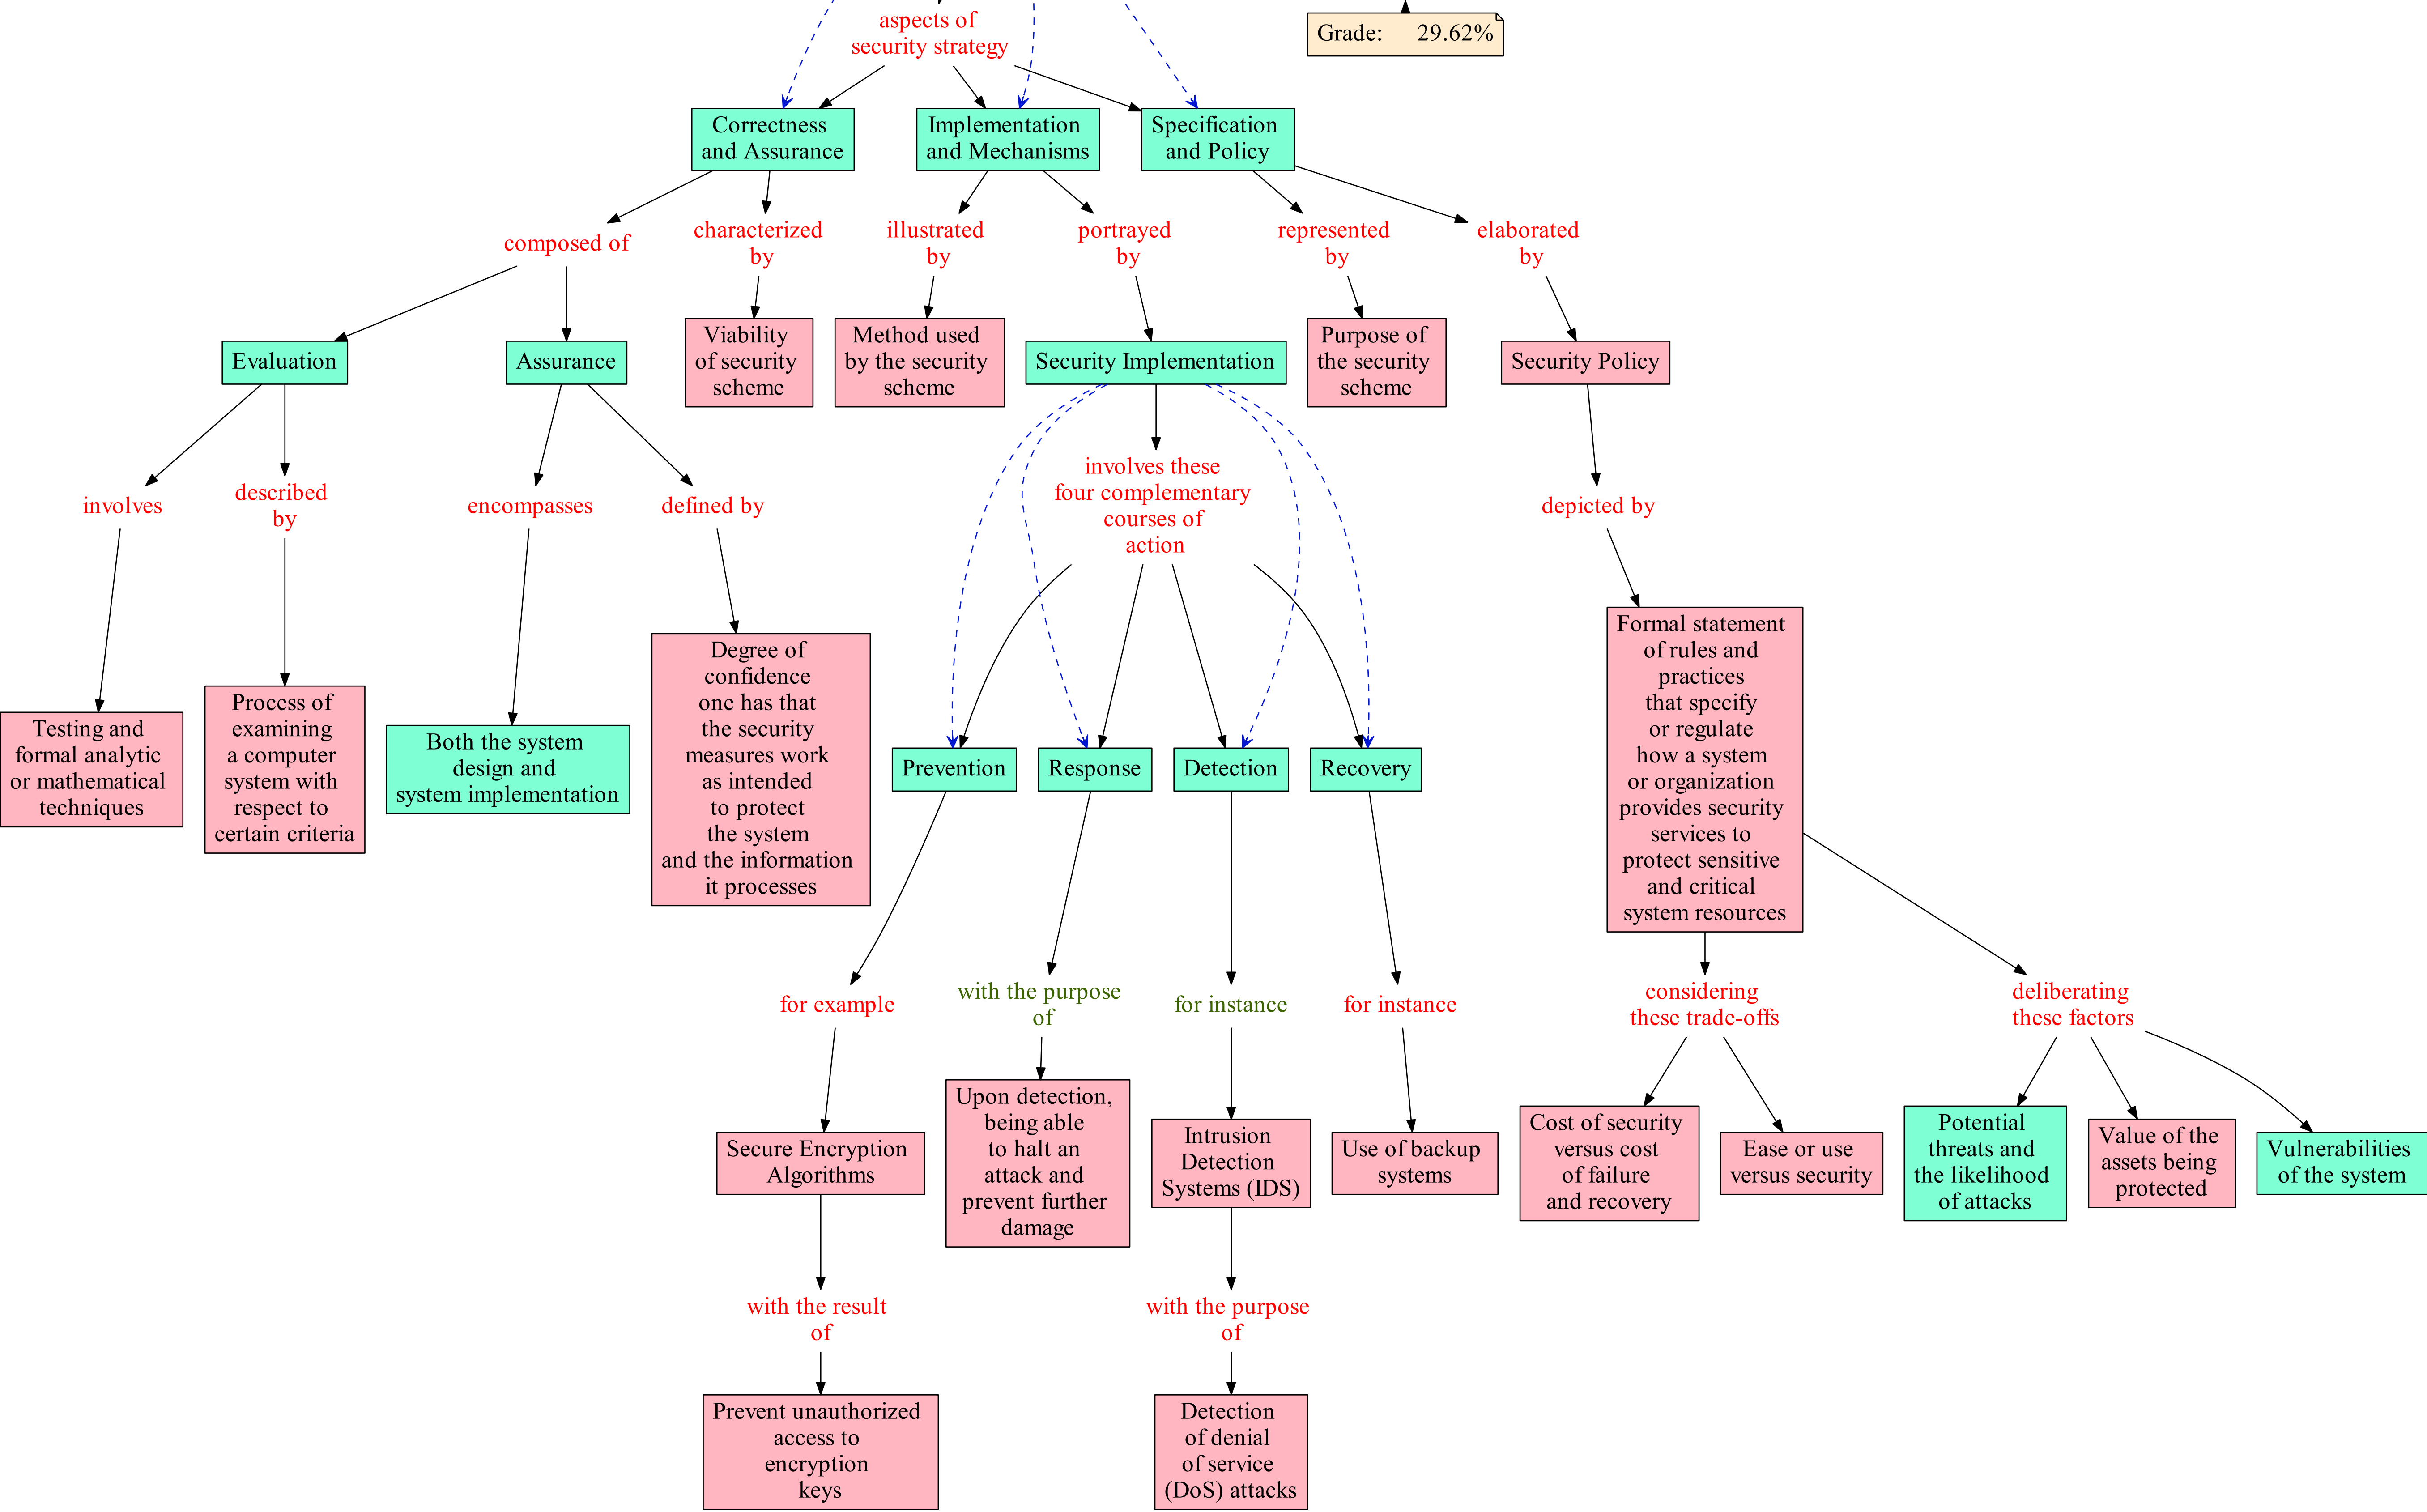 aspects of
security strategy
Grade: 29.62%
Correctness
and Assurance
Implementation
and Mechanisms
Specification
and Policy
composed of
characterized
by
illustrated
by
portrayed
by
represented
by
elaborated
by
Evaluation
Assurance
Viability
of security
scheme
Method used
by the security
scheme
Security Implementation
Purpose of
the security
scheme
Security Policy
involves
described
by
encompasses
defined by
involves these
four complementary
courses of
action
depicted by
Testing and
formal analytic
or mathematical
techniques
Process of
examining
a computer
system with
respect to
certain criteria
Both the system
design and
system implementation
Degree of
confidence
one has that
the security
measures work
as intended
to protect
the system
and the information
it processes
Prevention
Response
Detection
Recovery
Formal statement
of rules and
practices
that specify
or regulate
how a system
or organization
provides security
services to
protect sensitive
and critical
system resources
for example
with the purpose
of
for instance
for instance
considering
these trade-offs
deliberating
these factors
Secure Encryption
Algorithms
Upon detection,
being able
to halt an
attack and
prevent further
damage
Intrusion
Detection
Systems (IDS)
Use of backup
systems
Cost of security
versus cost
of failure
and recovery
Ease or use
versus security
Potential
threats and
the likelihood
of attacks
Value of the
assets being
protected
Vulnerabilities
of the system
with the result
of
with the purpose
of
Prevent unauthorized
access to
encryption
keys
Detection
of denial
of service
(DoS) attacks